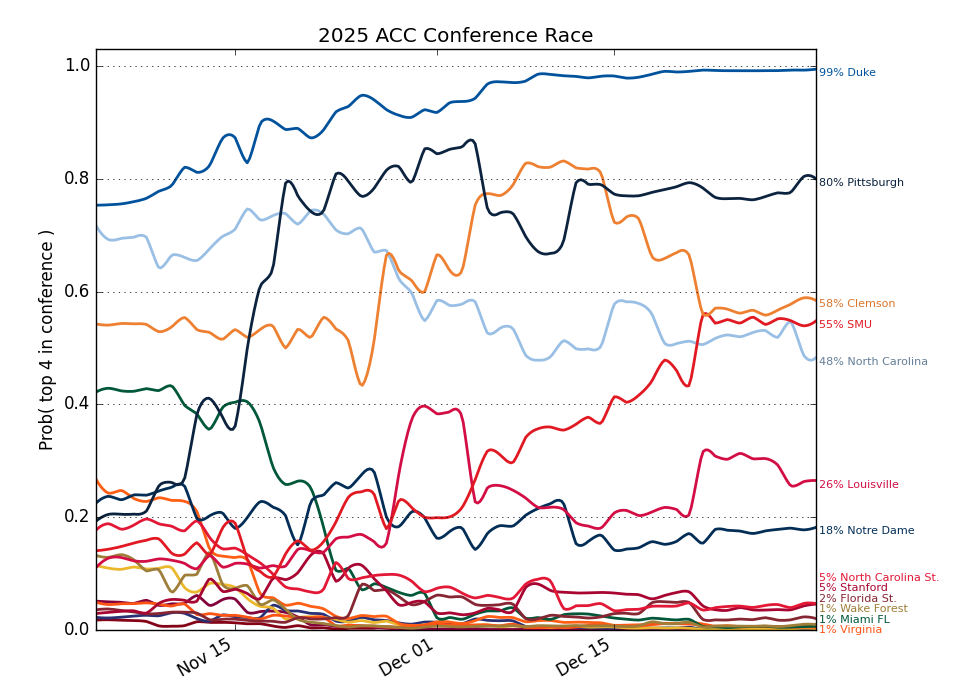 2025 ACC Conference Race
Prob( top 4 in conference )
1.0
0.8
0.6
0.4
0.2
0.0
Nov 15
Dec 01
Dec 15
99% Duke
80% Pittsburgh
58% Clemson
55% SMU
48% North Carolina
26% Louisville
18% Notre Dame
5% North Carolina St.
5% Stanford
2% Florida St.
1% Wake Forest
1% Miami FL
1% Virginia